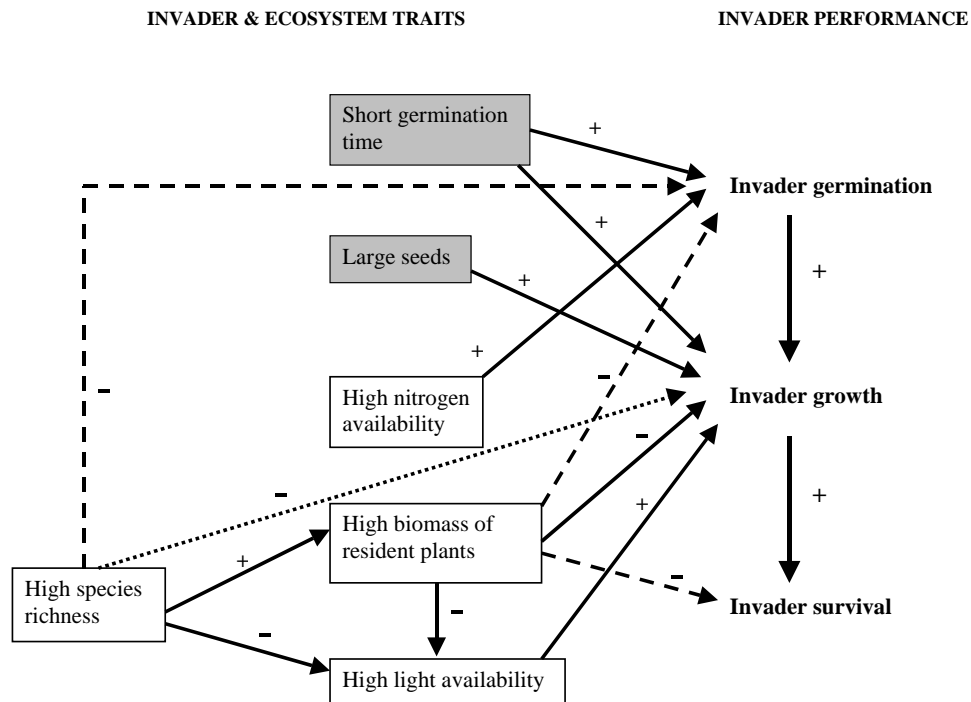 INVADER & ECOSYSTEM TRAITS
INVADER PERFORMANCE
Short germination
time
+
Invader germination
+
Large seeds
+
+
+
High nitrogen
availability
−
−
Invader growth
−
−
+
+
High biomass of
resident plants
+
High species
richness
−
−
−
Invader survival
High light availability